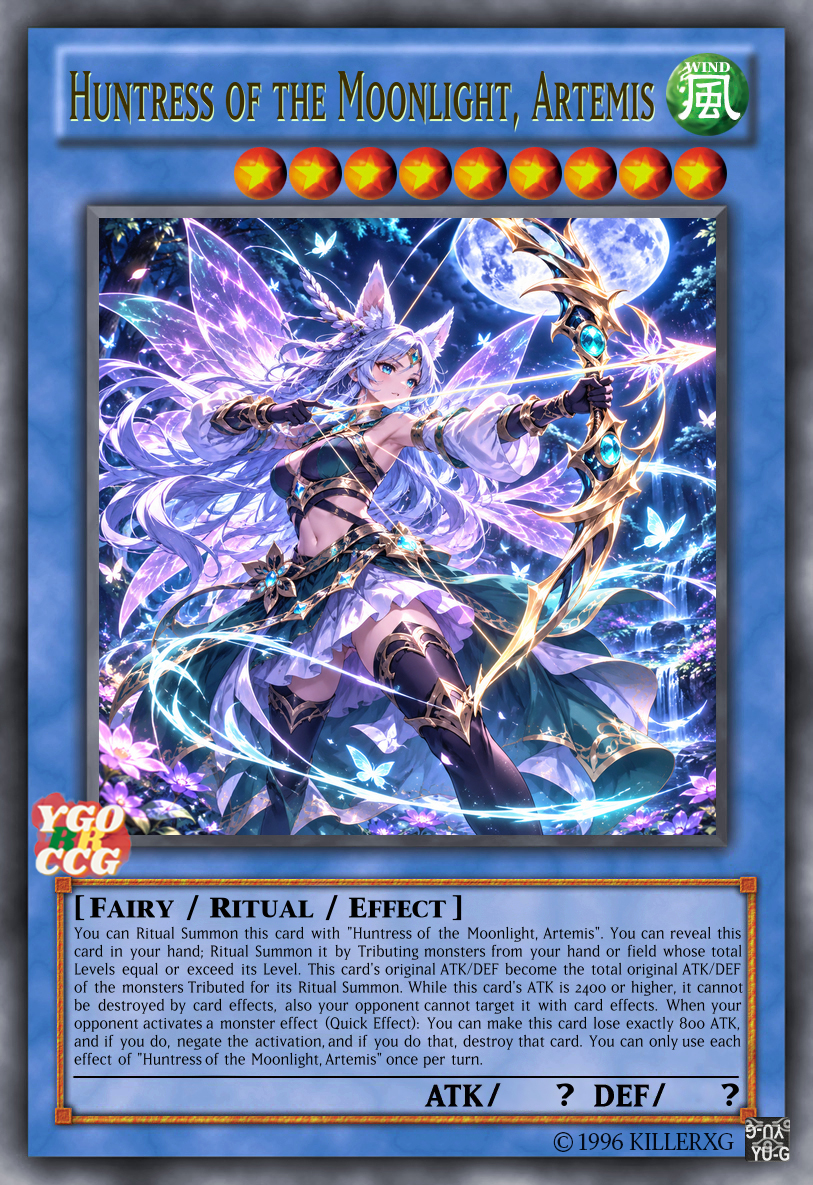 HUNTRESS OF THE MOONLIGHT, ARTEMIS
WIND
風
YGO
RR
CCG
[ FAIRY / RITUAL / EFFECT ]
You can Ritual Summon this card with "Huntress of the Moonlight, Artemis". You can reveal this
card in your hand; Ritual Summon it by Tributing monsters from your hand or field whose total
Levels equal or exceed its Level. This card's original ATK/DEF become the total original ATK/DEF
of the monsters Tributed for its Ritual Summon. While this card's ATK is 2400 or higher, it cannot
be destroyed by card effects, also your opponent cannot target it with card effects. When your
opponent activates a monster effect (Quick Effect): You can make this card lose exactly 800 ATK,
and if you do, negate the activation, and if you do that, destroy that card. You can only use each
effect of "Huntress of the Moonlight, Artemis" once per turn.
ATK/ ? DEF/ ?
© 1996 KILLERXG
YU-G